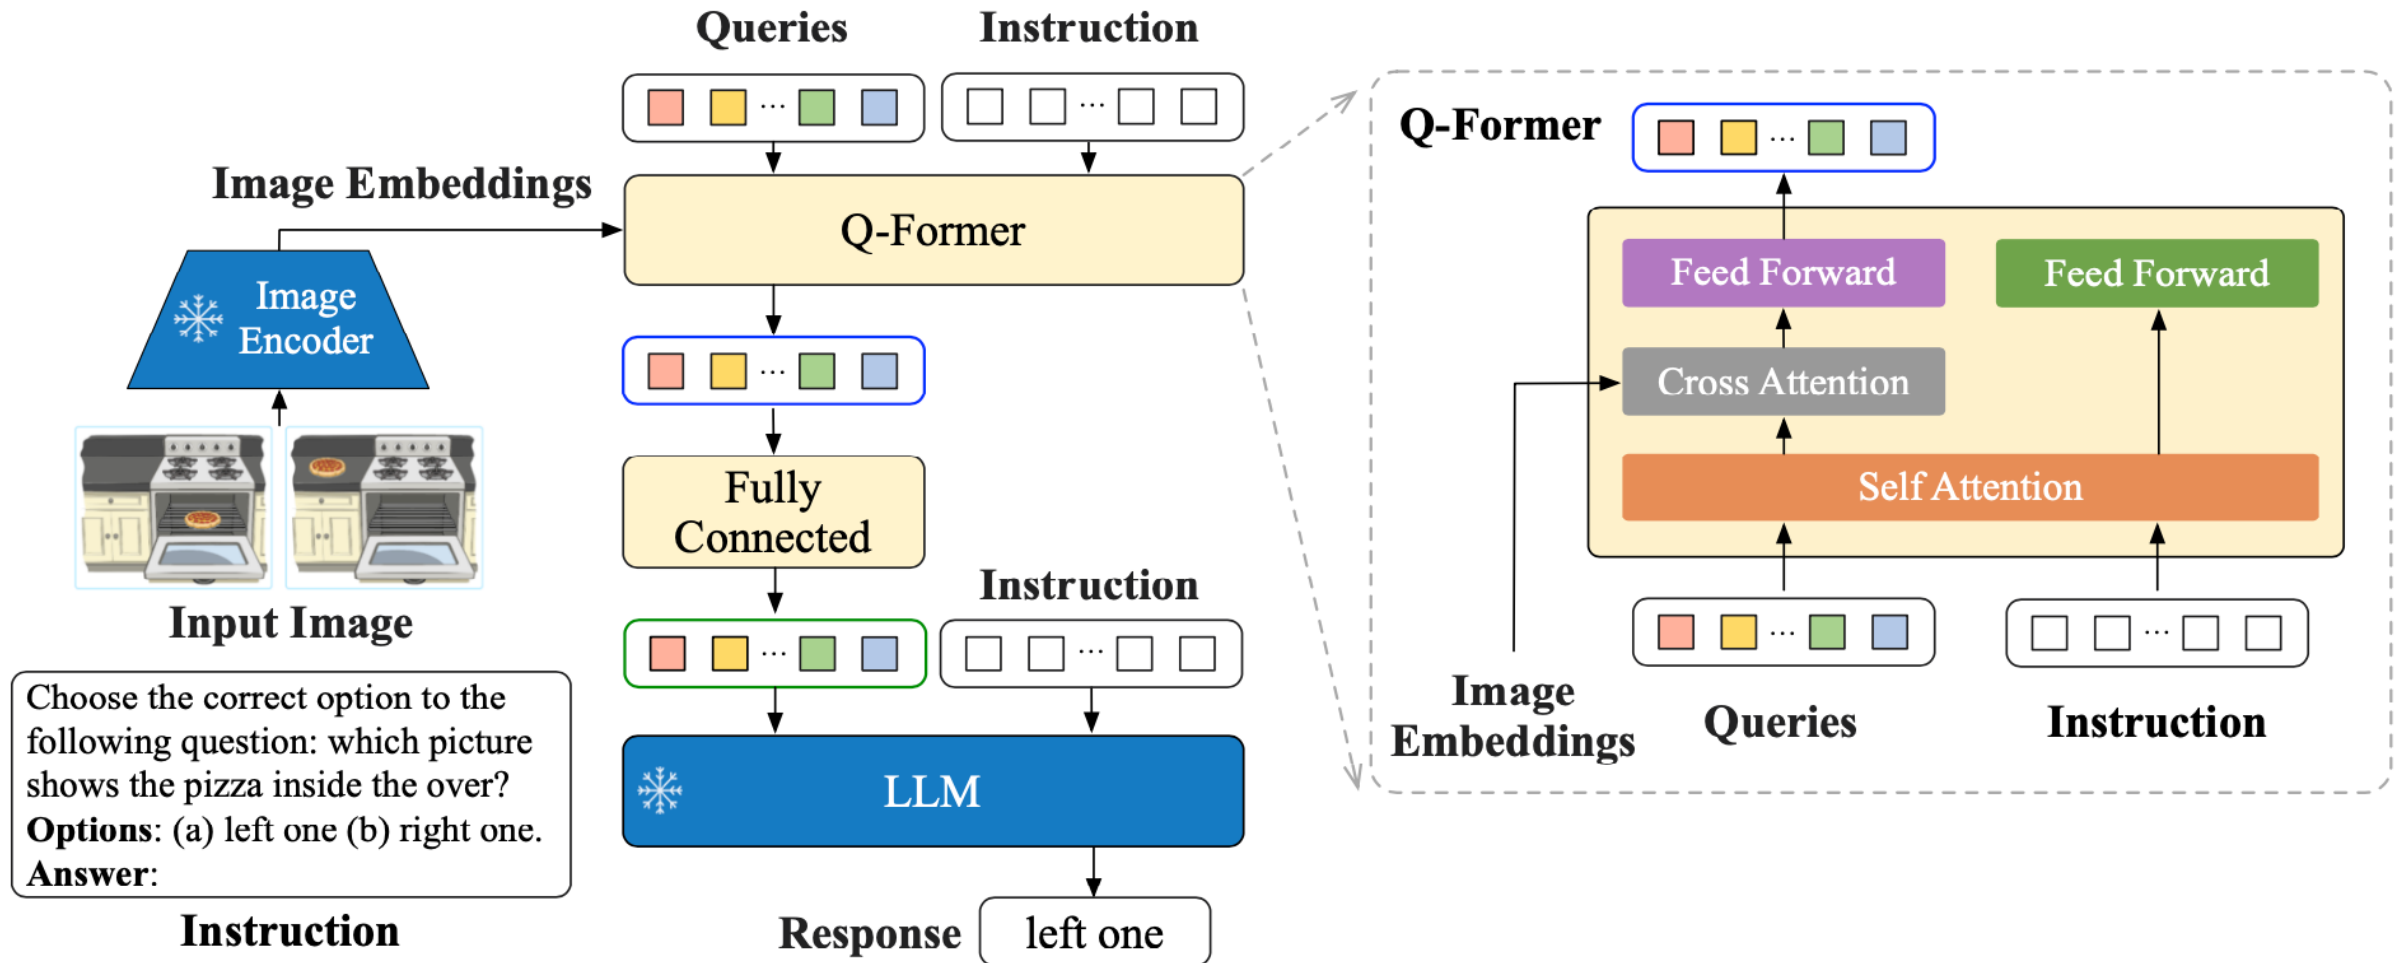 Queries
Instruction
... 
...
Image Embeddings
Q-Former
Image
Encoder
...
Fully
Connected
Input Image
Instruction
...
...
Choose the correct option to the
following question: which picture
shows the pizza inside the over?
Options: (a) left one (b) right one.
Answer:
Instruction
LLM
Response
left one
Q-Former
...
Feed Forward
Feed Forward
Cross Attention
Self Attention
...
...
Image
Embeddings
Queries
Instruction